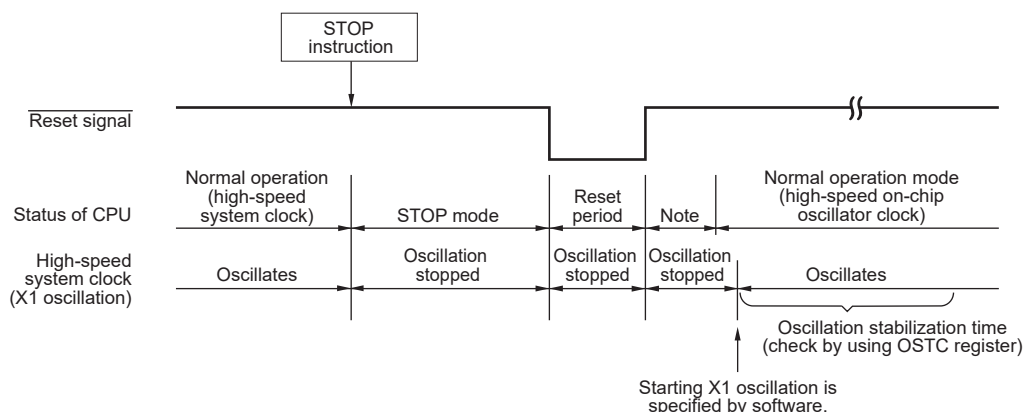 STOP
instruction
Reset signal
Normal operation
(high-speed
system clock)
Status of CPU
STOP mode
Reset
period
Note
Normal operation mode
(high-speed on-chip
oscillator clock)
High-speed
system clock
(X1 oscillation)
Oscillates
Oscillation
stopped
Oscillation
stopped
Oscillation
stopped
Oscillates
Oscillation stabilization time
(check by using OSTC register)
Starting X1 oscillation is
specified by software.